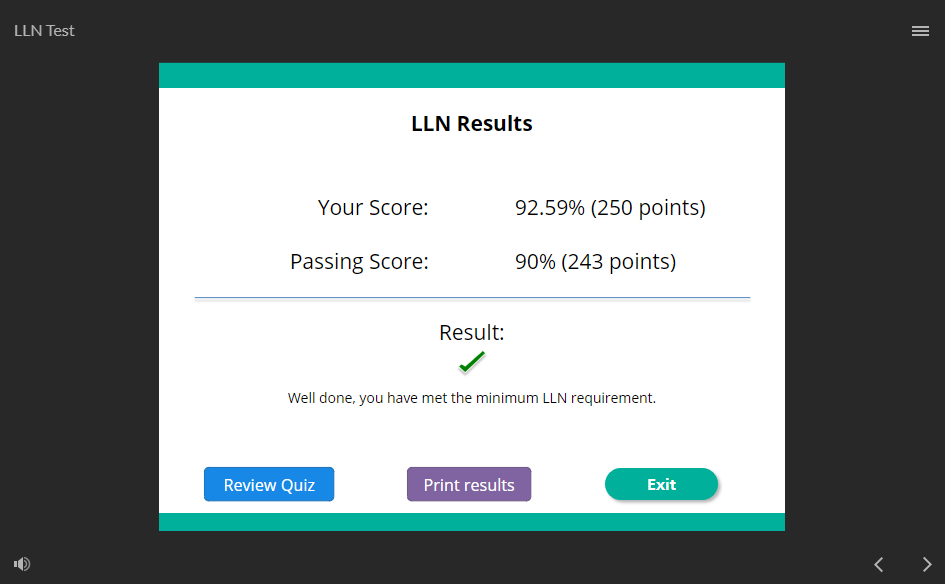 LLN Test
LLN Results
Your Score: 92.59% (250 points)
Passing Score: 90% (243 points)
Result:
Well done, you have met the minimum LLN requirement.
Review Quiz
Print results
Exit